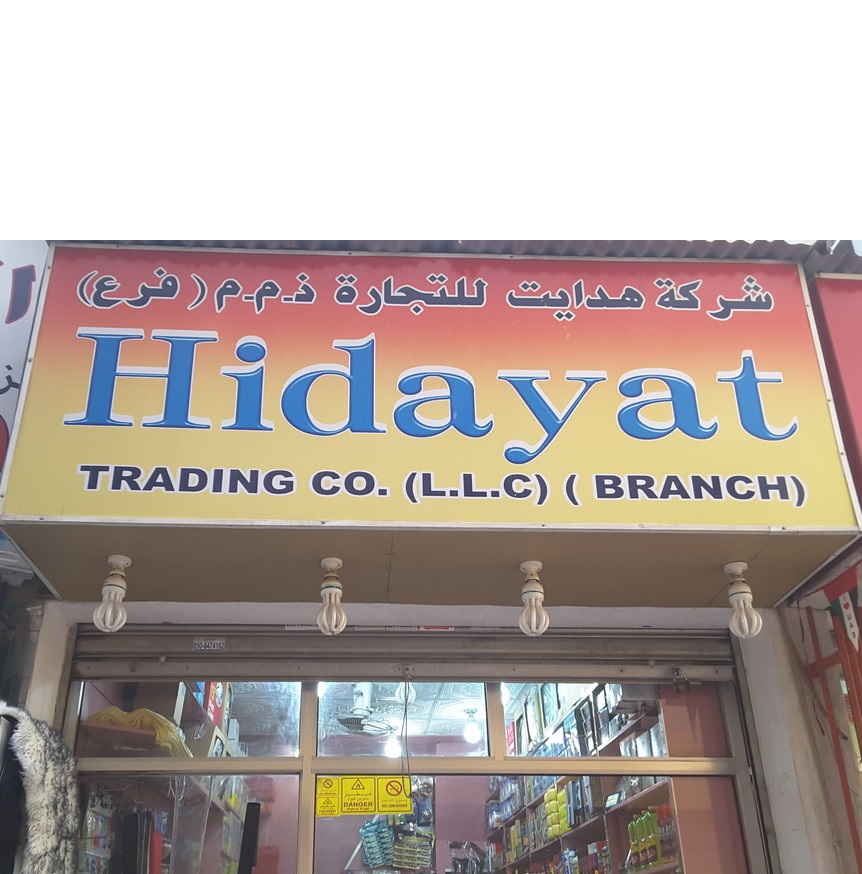 شركة هدايت للتجارة ذ.م.م (فرع)
Hidayat
TRADING CO. (L.L.C) ( BRANCH)
DANGER
NO SMOKING